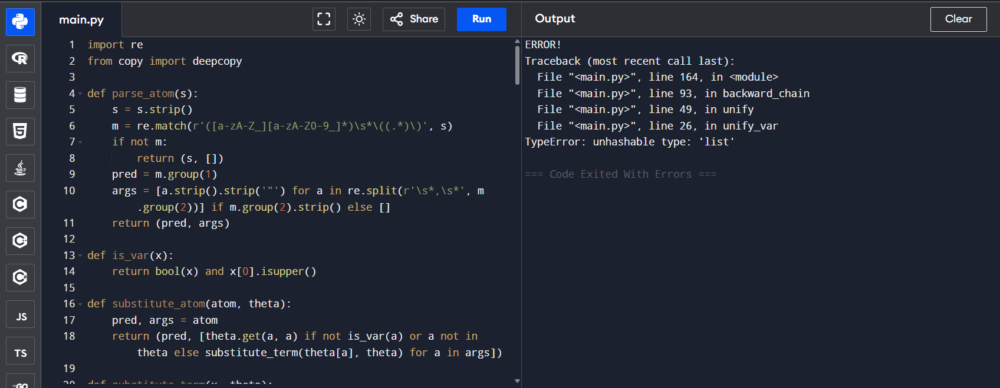 main.py
Share
Run
Output
Clear
1 import re
2 from copy import deepcopy
3
4 def parse_atom(s):
5     s = s.strip()
6     m = re.match(r'([a-zA-Z_][a-zA-Z0-9_]*)\s*\((.*)\)', s)
7     if not m:
8         return (s, [])
9     pred = m.group(1)
10     args = [a.strip().strip('"') for a in re.split(r'\s*,\s*', m
.group(2))] if m.group(2).strip() else []
11     return (pred, args)
12
13 def is_var(x):
14     return bool(x) and x[0].isupper()
15
16 def substitute_atom(atom, theta):
17     pred, args = atom
18     return (pred, [theta.get(a, a) if not is_var(a) or a not in
theta else substitute_term(theta[a], theta) for a in args])
19
20 def substitute_term(x, theta):
ERROR!
Traceback (most recent call last):
  File "<main.py>", line 164, in <module>
  File "<main.py>", line 93, in backward_chain
  File "<main.py>", line 49, in unify
  File "<main.py>", line 26, in unify_var
TypeError: unhashable type: 'list'
=== Code Exited With Errors ===
R
5
C
C
C
JS
TS
GO